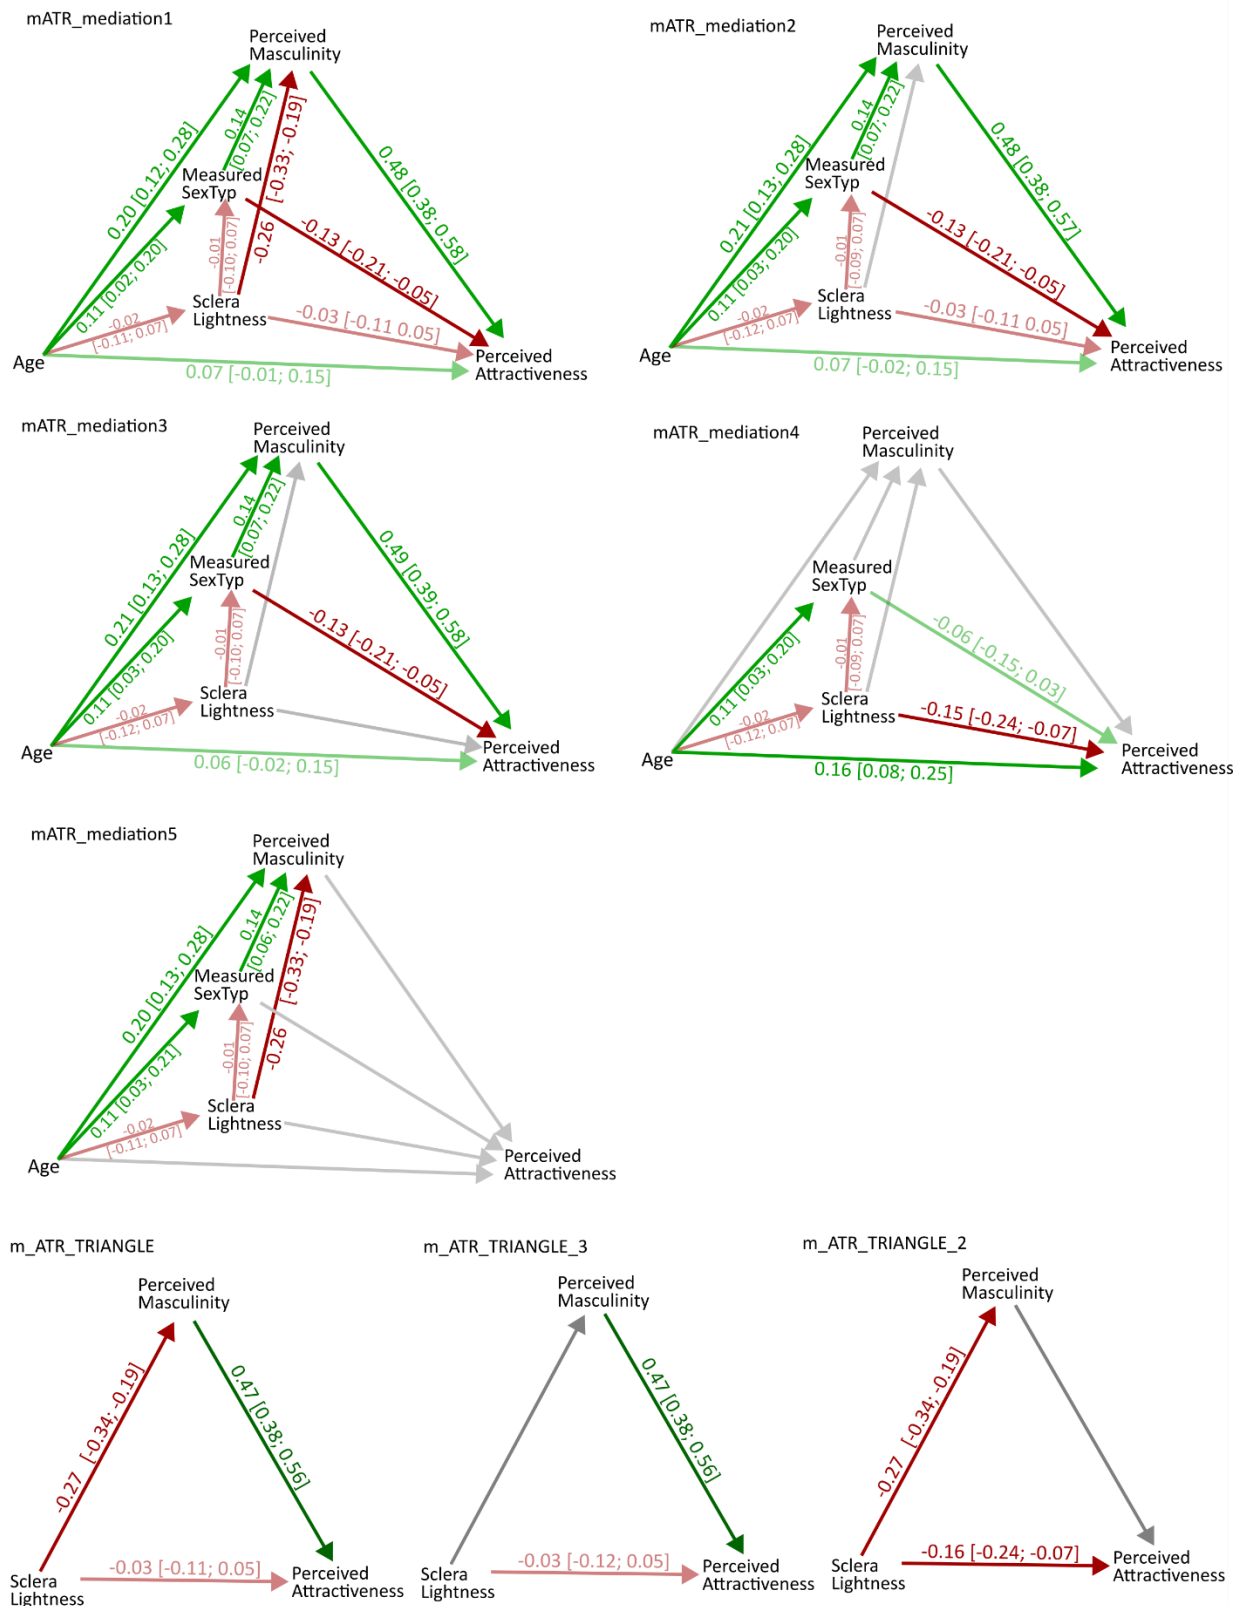 mATR_mediation1
Perceived
Masculinity
0.20 [0.12; 0.28]
0.14
[0.07; 0.22]
-0.26 [-0.33; -0.19]
0.48 [0.38; 0.58]
Measured
SexTyp
0.11 [0.02; 0.20]
-0.01
[-0.10; 0.07]
-0.13 [-0.21; -0.05]
Sclera
Lightness
-0.02
[-0.11; 0.07]
-0.03 [-0.11 0.05]
Age
0.07 [-0.01; 0.15]
Perceived
Attractiveness
mATR_mediation2
Perceived
Masculinity
0.21 [0.13; 0.28]
0.14
[0.07; 0.22]
0.48 [0.38; 0.57]
Measured
SexTyp
0.11 [0.03; 0.20]
-0.01
[-0.09; 0.07]
-0.13 [-0.21; -0.05]
Sclera
Lightness
-0.02
[-0.12; 0.07]
-0.03 [-0.11 0.05]
Age
0.07 [-0.02; 0.15]
Perceived
Attractiveness
mATR_mediation3
Perceived
Masculinity
0.21 [0.13; 0.28]
0.14
[0.07; 0.22]
0.49 [0.39; 0.58]
Measured
SexTyp
0.11 [0.03; 0.20]
-0.01
[-0.10; 0.07]
-0.13 [-0.21; -0.05]
Sclera
Lightness
-0.02
[-0.12; 0.07]
Age
0.06 [-0.02; 0.15]
Perceived
Attractiveness
mATR_mediation4
Perceived
Masculinity
Measured
SexTyp
0.11 [0.03; 0.20]
-0.01
[-0.09; 0.07]
-0.06 [-0.15; 0.03]
Sclera
Lightness
-0.02
[-0.12; 0.07]
-0.15 [-0.24; -0.07]
Age
0.16 [0.08; 0.25]
Perceived
Attractiveness
mATR_mediation5
Perceived
Masculinity
0.20 [0.13; 0.28]
0.14
[0.06; 0.22]
-0.26 [-0.33; -0.19]
Measured
SexTyp
0.11 [0.03; 0.21]
-0.01
[-0.10; 0.07]
Sclera
Lightness
-0.02
[-0.11; 0.07]
Age
Perceived
Attractiveness
m_ATR_TRIANGLE
Perceived
Masculinity
-0.27 [-0.34; -0.19]
0.47 [0.38; 0.56]
-0.03 [-0.11; 0.05]
Sclera
Lightness
Perceived
Attractiveness
m_ATR_TRIANGLE_3
Perceived
Masculinity
0.47 [0.38; 0.56]
-0.03 [-0.12; 0.05]
Sclera
Lightness
Perceived
Attractiveness
m_ATR_TRIANGLE_2
Perceived
Masculinity
-0.27 [-0.34; -0.19]
-0.16 [-0.24; -0.07]
Sclera
Lightness
Perceived
Attractiveness